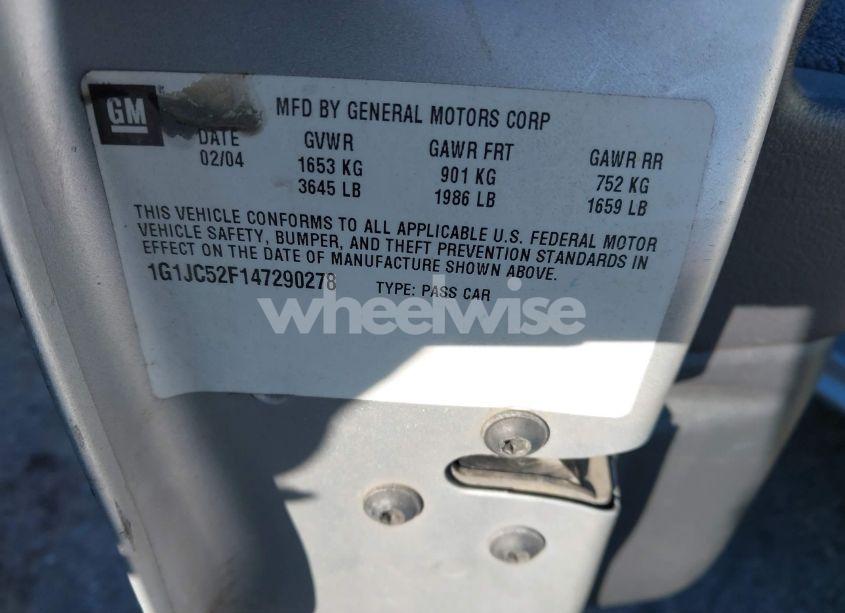 GM
MFD BY GENERAL MOTORS CORP
DATE GVWR GAWR FRT GAWR RR
02/04 1653 KG 901 KG 752 KG
3645 LB 1986 LB 1659 LB
THIS VEHICLE CONFORMS TO ALL APPLICABLE U.S. FEDERAL MOTOR
VEHICLE SAFETY, BUMPER, AND THEFT PREVENTION STANDARDS IN
EFFECT ON THE DATE OF MANUFACTURE SHOWN ABOVE.
1G1JC52F147290278 TYPE: PASS CAR
wheelwise